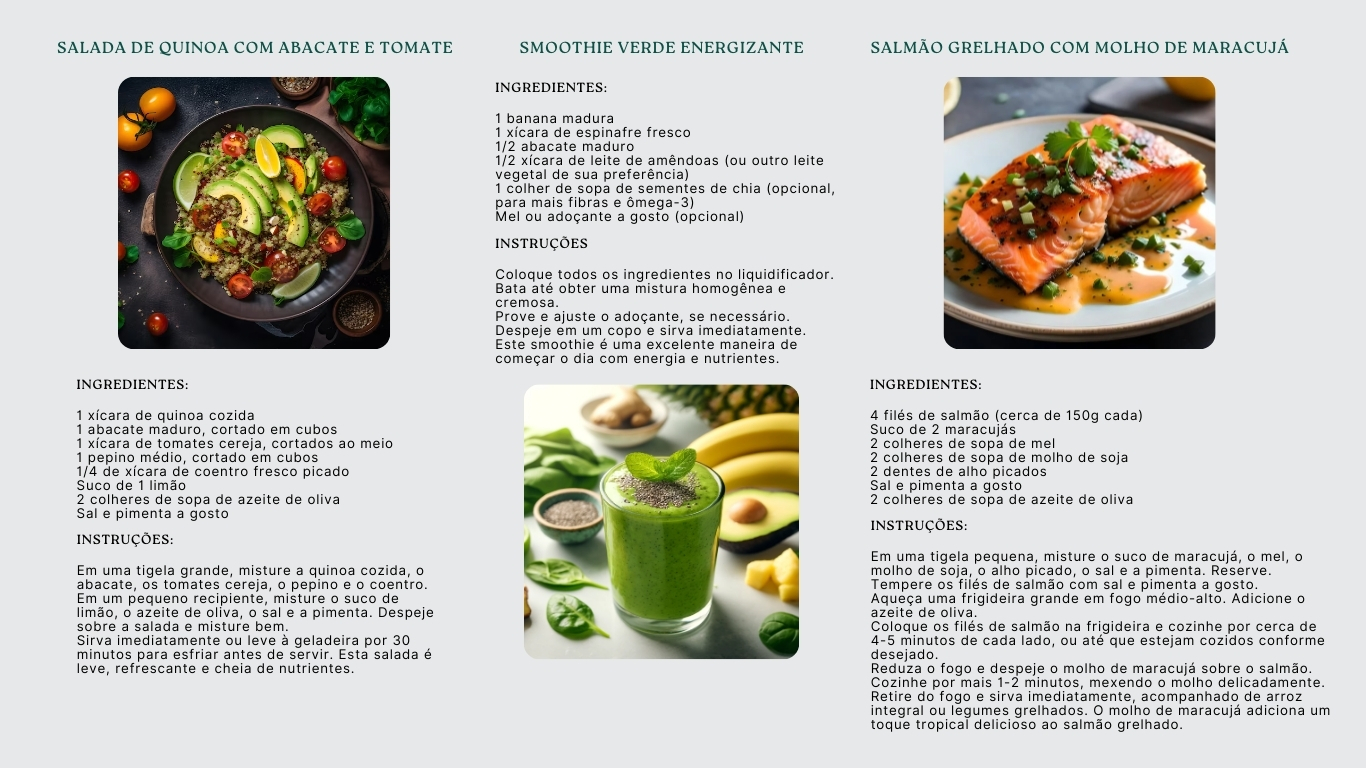 SALADA DE QUINOA COM ABACATE E TOMATE
INGREDIENTES:
1 xícara de quinoa cozida
1 abacate maduro, cortado em cubos
1 xícara de tomates cereja, cortados ao meio
1 pepino médio, cortado em cubos
1/4 de xícara de coentro fresco picado
Suco de 1 limão
2 colheres de sopa de azeite de oliva
Sal e pimenta a gosto
INSTRUÇÕES:
Em uma tigela grande, misture a quinoa cozida, o
abacate, os tomates cereja, o pepino e o coentro.
Em um pequeno recipiente, misture o suco de
limão, o azeite de oliva, o sal e a pimenta. Despeje
sobre a salada e misture bem.
Sirva imediatamente ou leve à geladeira por 30
minutos para esfriar antes de servir. Esta salada é
leve, refrescante e cheia de nutrientes.
SMOOTHIE VERDE ENERGIZANTE
INGREDIENTES:
1 banana madura
1 xícara de espinafre fresco
1/2 abacate maduro
1/2 xícara de leite de amêndoas (ou outro leite
vegetal de sua preferência)
1 colher de sopa de sementes de chia (opcional,
para mais fibras e ômega-3)
Mel ou adoçante a gosto (opcional)
INSTRUÇÕES
Coloque todos os ingredientes no liquidificador.
Bata até obter uma mistura homogênea e
cremosa.
Prove e ajuste o adoçante, se necessário.
Despeje em um copo e sirva imediatamente.
Este smoothie é uma excelente maneira de
começar o dia com energia e nutrientes.
SALMÃO GRELHADO COM MOLHO DE MARACUJÁ
INGREDIENTES:
4 filés de salmão (cerca de 150g cada)
Suco de 2 maracujás
2 colheres de sopa de mel
2 colheres de sopa de molho de soja
2 dentes de alho picados
Sal e pimenta a gosto
2 colheres de sopa de azeite de oliva
INSTRUÇÕES:
Em uma tigela pequena, misture o suco de maracujá, o mel, o
molho de soja, o alho picado, o sal e a pimenta. Reserve.
Tempere os filés de salmão com sal e pimenta a gosto.
Aqueça uma frigideira grande em fogo médio-alto. Adicione o
azeite de oliva.
Coloque os filés de salmão na frigideira e cozinhe por cerca de
4-5 minutos de cada lado, ou até que estejam cozidos conforme
desejado.
Reduza o fogo e despeje o molho de maracujá sobre o salmão.
Cozinhe por mais 1-2 minutos, mexendo o molho delicadamente.
Retire do fogo e sirva imediatamente, acompanhado de arroz
integral ou legumes grelhados. O molho de maracujá adiciona um
toque tropical delicioso ao salmão grelhado.